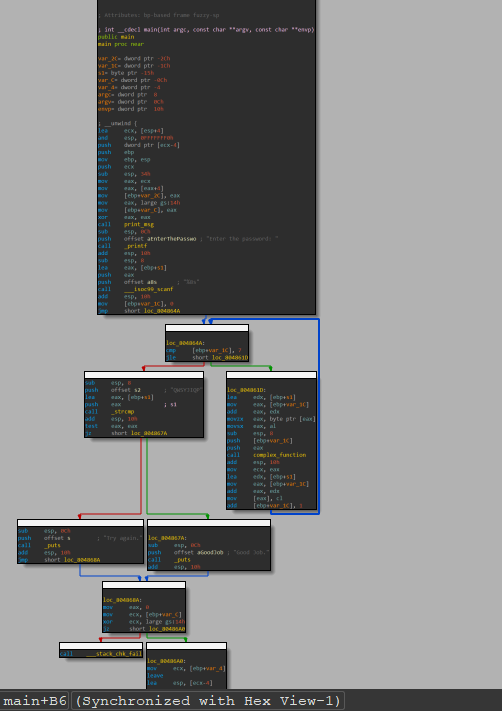 ; Attributes: bp-based frame fuzzy-sp
; int __cdecl main(int argc, const char **argv, const char **envp)
public main
main proc near
var_2C= dword ptr -2Ch
var_1C= dword ptr -1Ch
s1= byte ptr -15h
var_C= dword ptr -0Ch
var_4= dword ptr -4
argc= dword ptr 0
argv= dword ptr 0Ch
envp= dword ptr 10h
; __unwind {
lea ecx, [esp+4]
and esp, 0FFFFFFF0h
push dword ptr [ecx-4]
push ebp
mov ebp, esp
push ecx
sub esp, 34h
mov eax, ecx
mov eax, [eax+4]
mov [ebp+var_2C], eax
mov eax, large gs:14h
mov [ebp+var_C], eax
xor eax, eax
call print_msg
sub esp, 0Ch
push offset aEnterThePasswo ; "Enter the password: "
call _printf
add esp, 10h
sub esp, 8
lea eax, [ebp+s1]
push eax
push offset a8s ; "%8s"
call ___isoc99_scanf
add esp, 10h
mov [ebp+var_1C], 0
jmp short loc_804864A
loc_804864A:
cmp [ebp+var_1C], 7
jle short loc_804861D
sub esp, 8
push offset s2
lea eax, [ebp+s1]
push eax ; s1
call _strcmp
add esp, 10h
test eax, eax
jz short loc_804867A
loc_804861D:
lea edx, [ebp+s1]
mov eax, [ebp+var_1C]
add eax, edx
movzx eax, byte ptr [eax]
movsx eax, al
sub esp, 8
push [ebp+var_1C]
push eax
call complex_function
add esp, 10h
mov ecx, eax
lea edx, [ebp+s1]
mov eax, [ebp+var_1C]
add eax, edx
mov [eax], cl
add [ebp+var_1C], 1
sub esp, 0Ch
push offset s ; "Try again."
call _puts
add esp, 10h
jmp short loc_804868A
loc_804867A:
sub esp, 0Ch
push offset aGoodJob ; "Good Job."
call _puts
add esp, 10h
loc_804868A:
mov eax, 0
mov ecx, [ebp+var_C]
xor ecx, large gs:14h
jz short loc_80486A0
call ___stack_chk_fail
loc_80486A0:
mov ecx, [ebp+var_4]
leave
lea esp, [ecx-4]
main+B6 (Synchronized with Hex View-1)